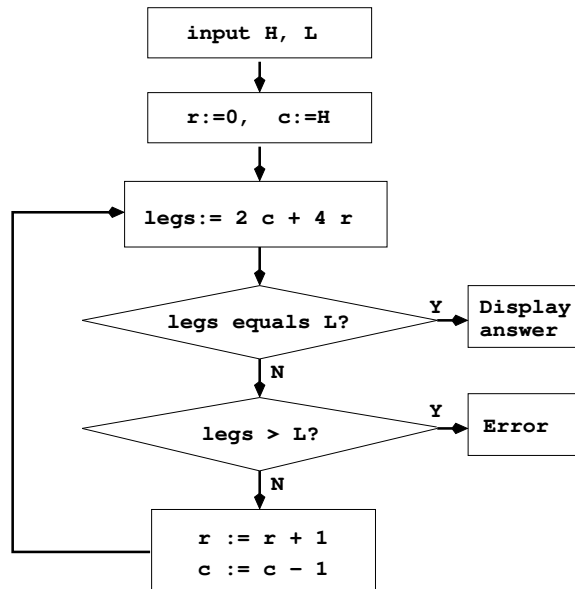 input H, L
r:=0, c:=H
legs:= 2 c + 4 r
legs equals L?
Y
Display
answer
N
legs > L?
Y
Error
N
r := r + 1
c := c − 1